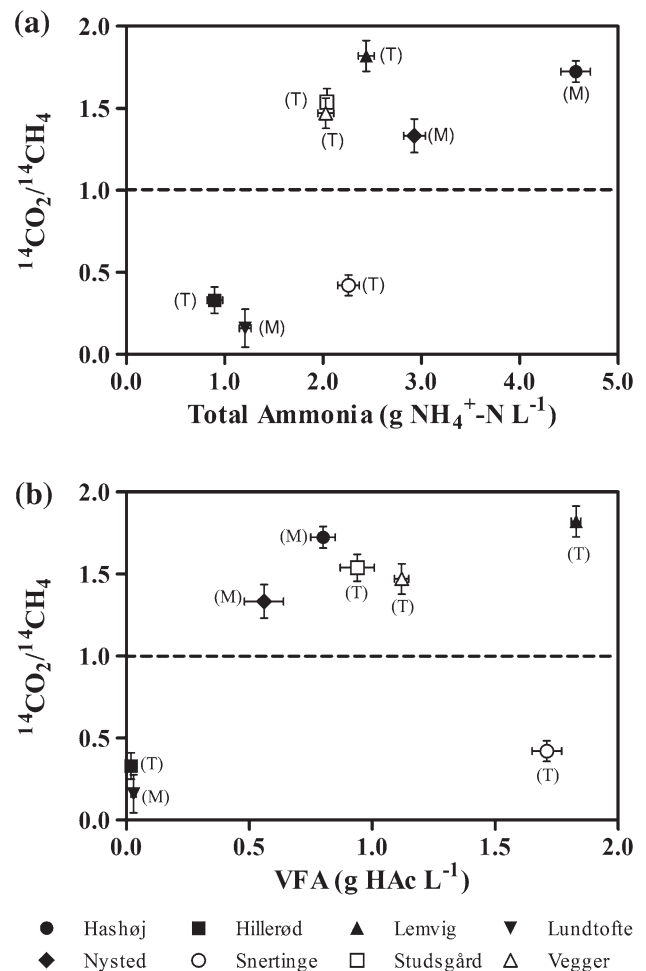 (a)
2.0
1.5
1.0
0.5
0.0
¹⁴CO₂/¹⁴CH₄
(T)
(M)
(T)
(T)
(M)
(T)
(T)
(M)
0.0 1.0 2.0 3.0 4.0 5.0
Total Ammonia (g NH₄⁺-N L⁻¹)
(b)
2.0
1.5
1.0
0.5
0.0
¹⁴CO₂/¹⁴CH₄
(M)
(T)
(M)
(T)
(T)
(T)
(M)
(T)
0.0 0.5 1.0 1.5 2.0
VFA (g HAc L⁻¹)
Hashøj Hillerød Lemvig Lundtofte
Nysted Snertinge Studsgård Vegger